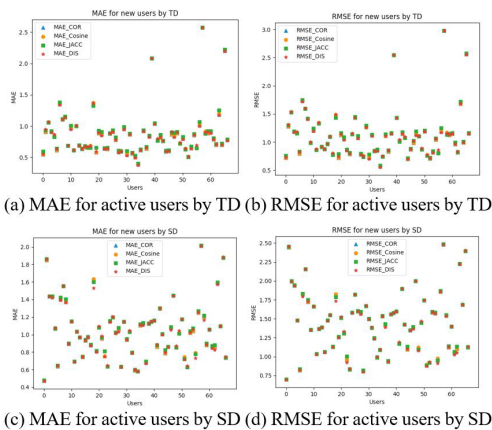 MAE for new users by TD
MAE_COR
MAE_Cosine
MAE_JACC
MAE_DIS
2.5
2.0
1.5
1.0
0.5
MAE
0 10 20 30 40 50 60
Users
RMSE for new users by TD
RMSE_COR
RMSE_Cosine
RMSE_JACC
RMSE_DIS
3.0
2.5
2.0
1.5
1.0
0.5
RMSE
0 10 20 30 40 50 60
Users
(a) MAE for active users by TD (b) RMSE for active users by TD
MAE for new users by SD
MAE_COR
MAE_Cosine
MAE_JACC
MAE_DIS
2.0
1.8
1.6
1.4
1.2
1.0
0.8
0.6
0.4
MAE
0 10 20 30 40 50 60
Users
RMSE for new users by SD
RMSE_COR
RMSE_Cosine
RMSE_JACC
RMSE_DIS
2.50
2.25
2.00
1.75
1.50
1.25
1.00
0.75
RMSE
0 10 20 30 40 50 60
Users
(c) MAE for active users by SD (d) RMSE for active users by SD